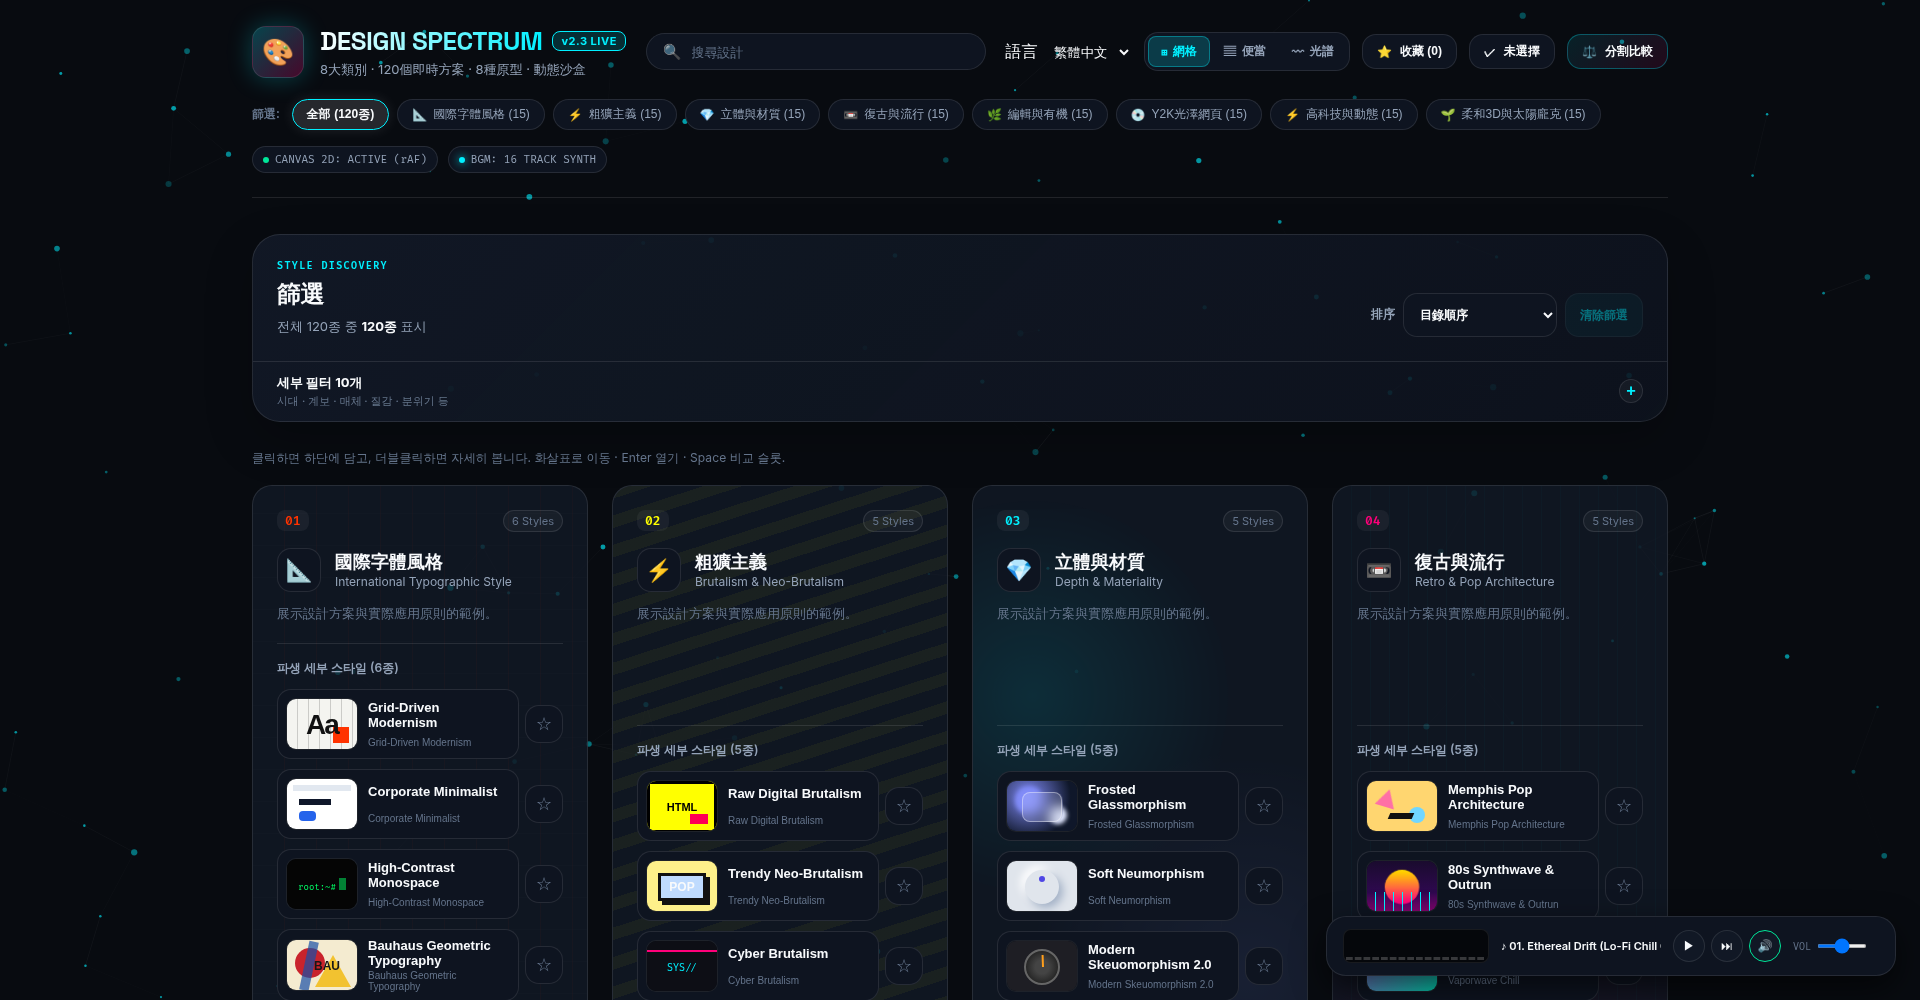 DESIGN SPECTRUM
v2.3 LIVE
8大類別 · 120個即時方案 · 8種原型 · 動態沙盒
搜尋設計
語言
繁體中文
網格
便當
光譜
收藏 (0)
未選擇
分割比較
篩選:
全部 (120종)
國際字體風格 (15)
粗獷主義 (15)
立體與材質 (15)
復古與流行 (15)
編輯與有機 (15)
Y2K光澤網頁 (15)
高科技與動態 (15)
柔和3D與太陽龐克 (15)
CANVAS 2D: ACTIVE (rAF)
BGM: 16 TRACK SYNTH
STYLE DISCOVERY
篩選
전체 120종 중 120종 표시
排序
目錄順序
清除篩選
세부 필터 10개
시대 · 계보 · 매체 · 질감 · 분위기 등
클릭하면 하단에 담고, 더블클릭하면 자세히 봅니다. 화살표로 이동 · Enter 열기 · Space 비교 슬롯.
01
6 Styles
國際字體風格
International Typographic Style
展示設計方案與實際應用原則的範例。
파생 세부 스타일 (6종)
Aa
Grid-Driven
Modernism
Grid-Driven Modernism
Corporate Minimalist
Corporate Minimalist
root:~#
High-Contrast
Monospace
High-Contrast Monospace
BAU
Bauhaus Geometric
Typography
Bauhaus Geometric
Typography
02
5 Styles
粗獷主義
Brutalism & Neo-Brutalism
展示設計方案與實際應用原則的範例。
파생 세부 스타일 (5종)
HTML
Raw Digital Brutalism
Raw Digital Brutalism
POP
Trendy Neo-Brutalism
Trendy Neo-Brutalism
SYS//
Cyber Brutalism
Cyber Brutalism
03
5 Styles
立體與材質
Depth & Materiality
展示設計方案與實際應用原則的範例。
파생 세부 스타일 (5종)
Frosted
Glassmorphism
Frosted Glassmorphism
Soft Neumorphism
Soft Neumorphism
Modern
Skeuomorphism 2.0
Modern Skeuomorphism 2.0
04
5 Styles
復古與流行
Retro & Pop Architecture
展示設計方案與實際應用原則的範例。
파생 세부 스타일 (5종)
Memphis Pop
Architecture
Memphis Pop Architecture
80s Synthwave &
Outrun
80s Synthwave & Outrun
Vaporwave Chill
♪ 01. Ethereal Drift (Lo-Fi Chill
VOL